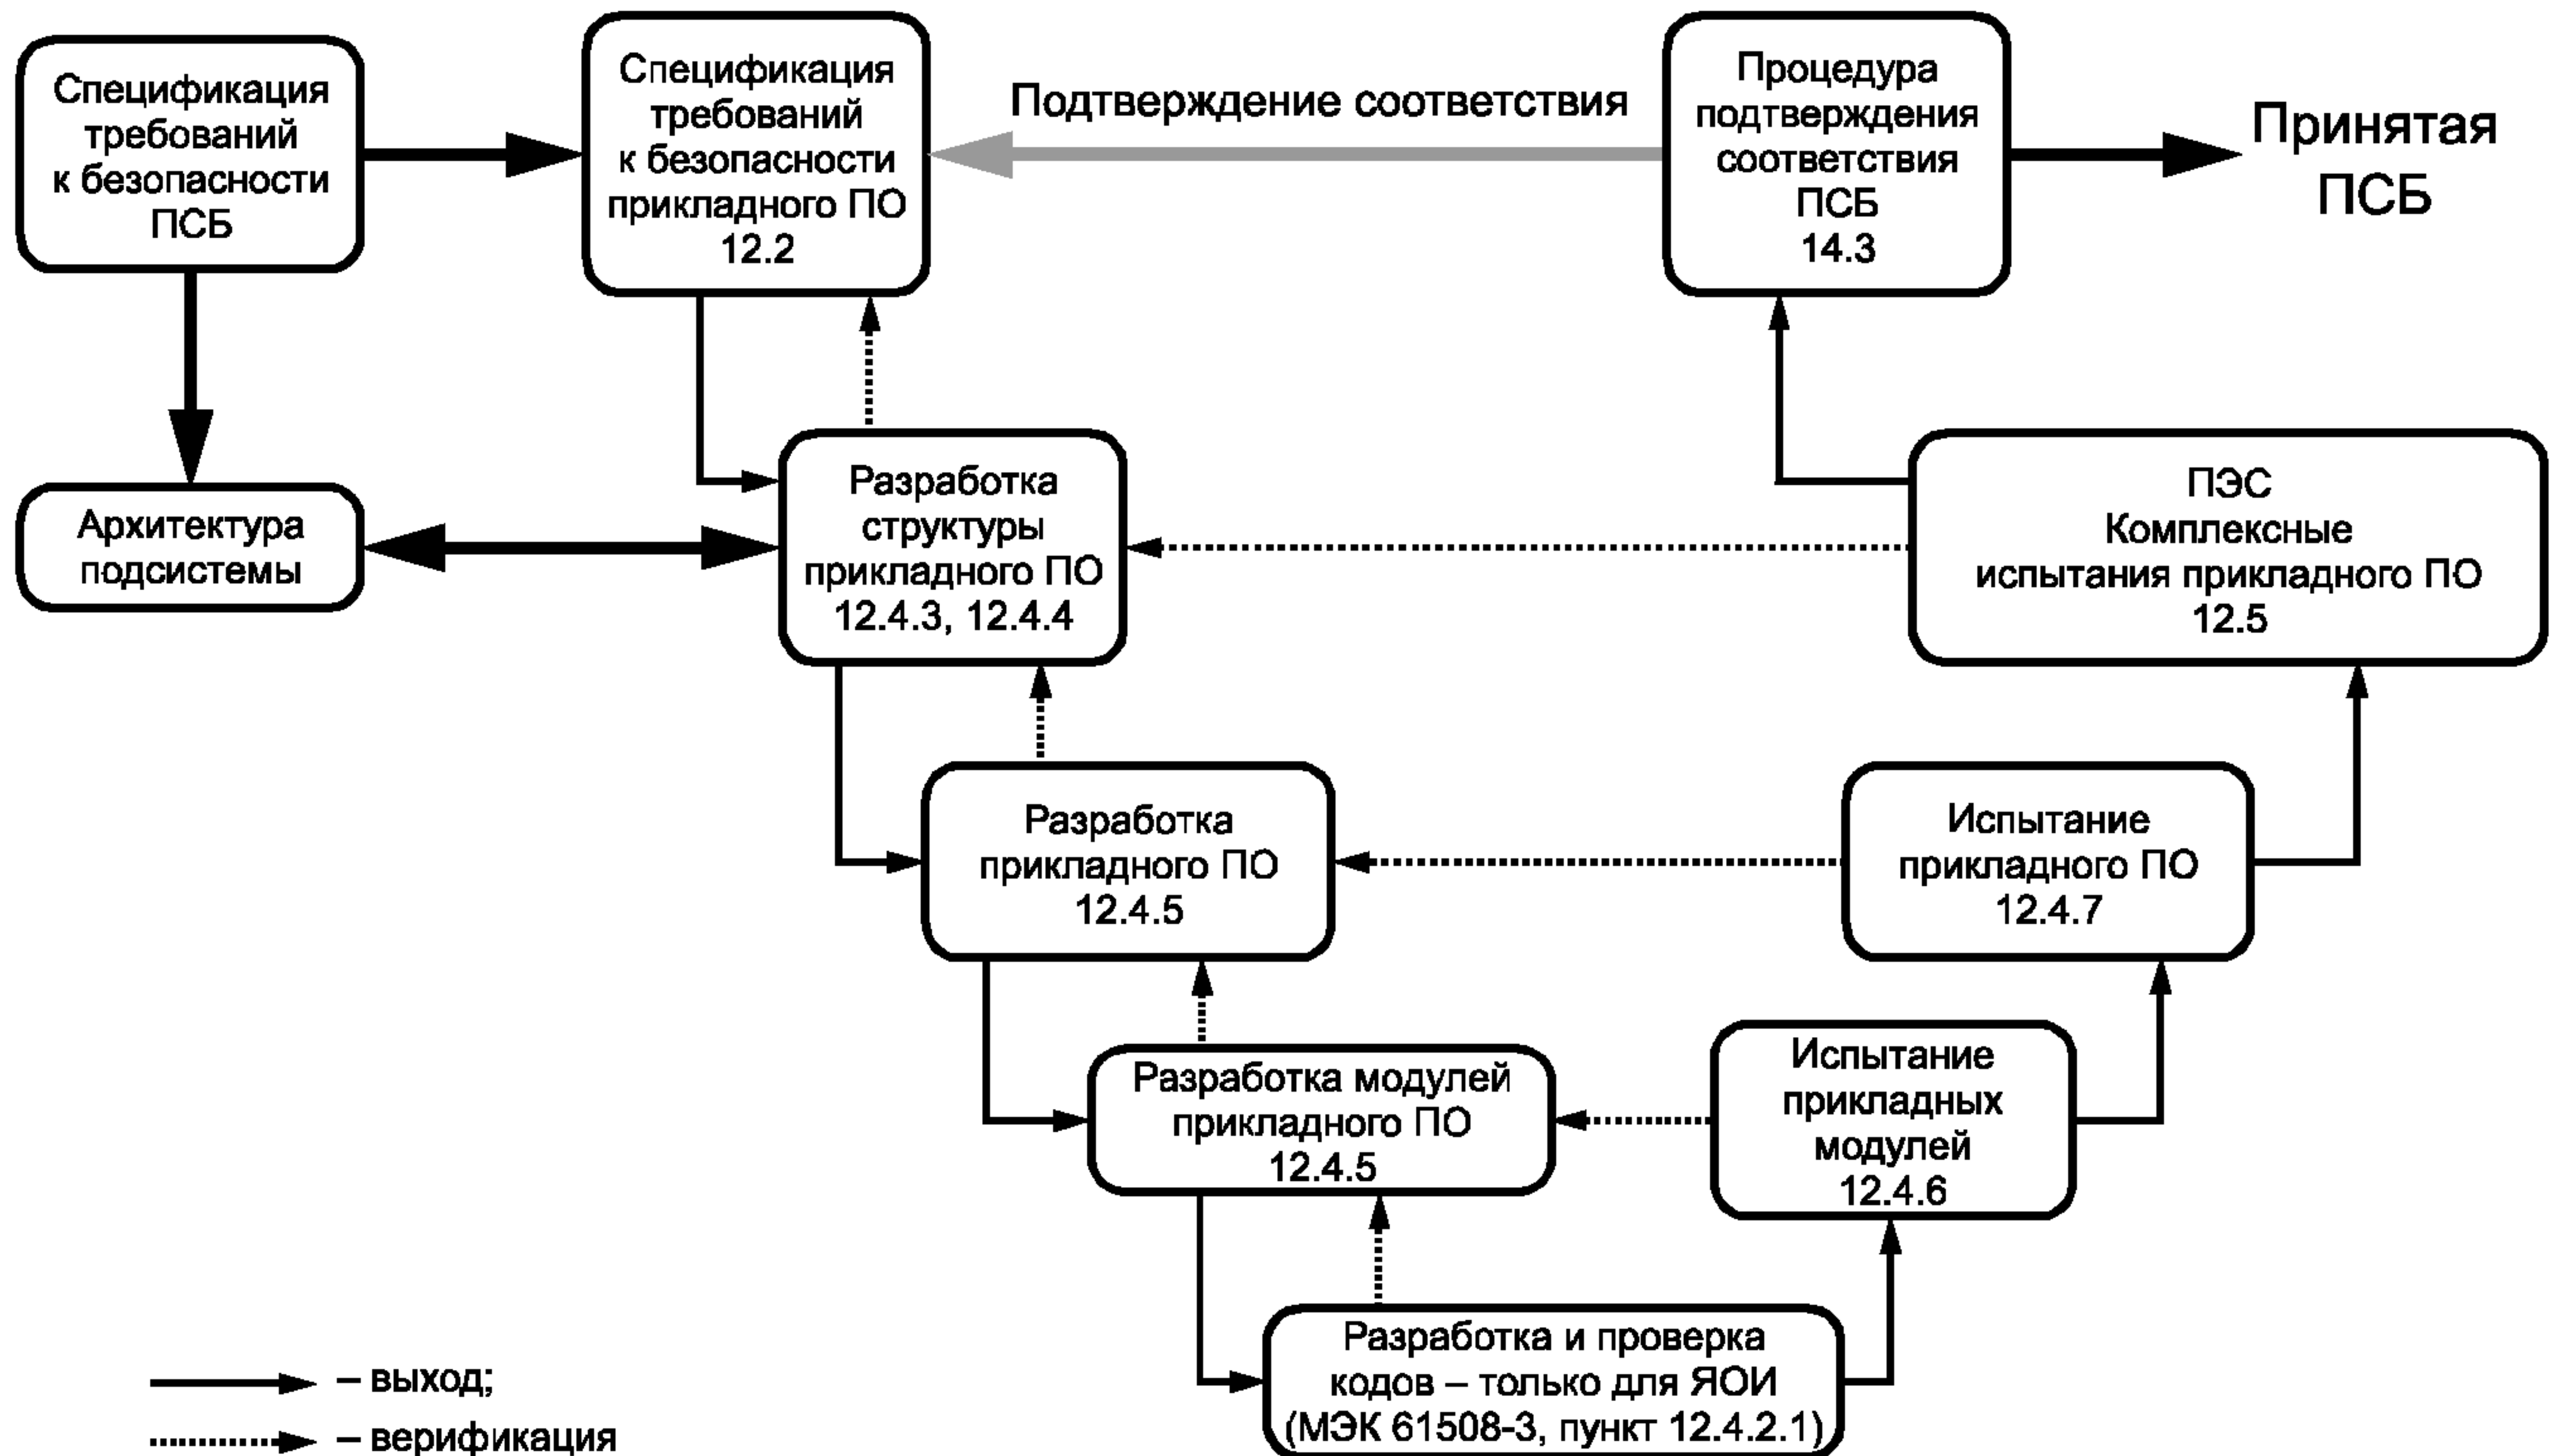 Спецификация
требований
к безопасности
ПСБ
Спецификация
требований
к безопасности
прикладного ПО
12.2
Подтверждение соответствия
Процедура
подтверждения
соответствия
ПСБ
14.3
Принятая
ПСБ
Архитектура
подсистемы
Разработка
структуры
прикладного ПО
12.4.3, 12.4.4
ПЭС
Комплексные
испытания прикладного ПО
12.5
Разработка
прикладного ПО
12.4.5
Испытание
прикладного ПО
12.4.7
Разработка модулей
прикладного ПО
12.4.5
Испытание
прикладных
модулей
12.4.6
Разработка и проверка
кодов – только для ЯОИ
(МЭК 61508-3, пункт 12.4.2.1)
– выход;
– верификация